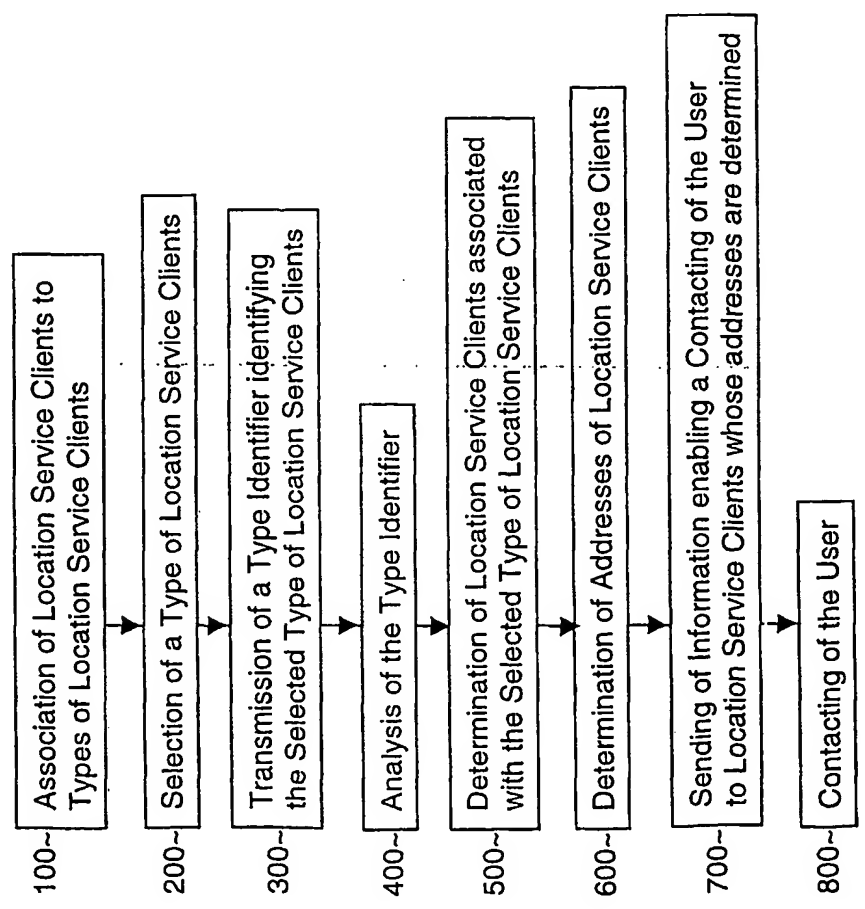 100~ Association of Location Service Clients to
Types of Location Service Clients
200~ Selection of a Type of Location Service Clients
300~ Transmission of a Type Identifier identifying
the Selected Type of Location Service Clients
400~ Analysis of the Type Identifier
500~ Determination of Location Service Clients associated
with the Selected Type of Location Service Clients
600~ Determination of Addresses of Location Service Clients
700~ Sending of Information enabling a Contacting of the User
to Location Service Clients whose addresses are determined
800~ Contacting of the User